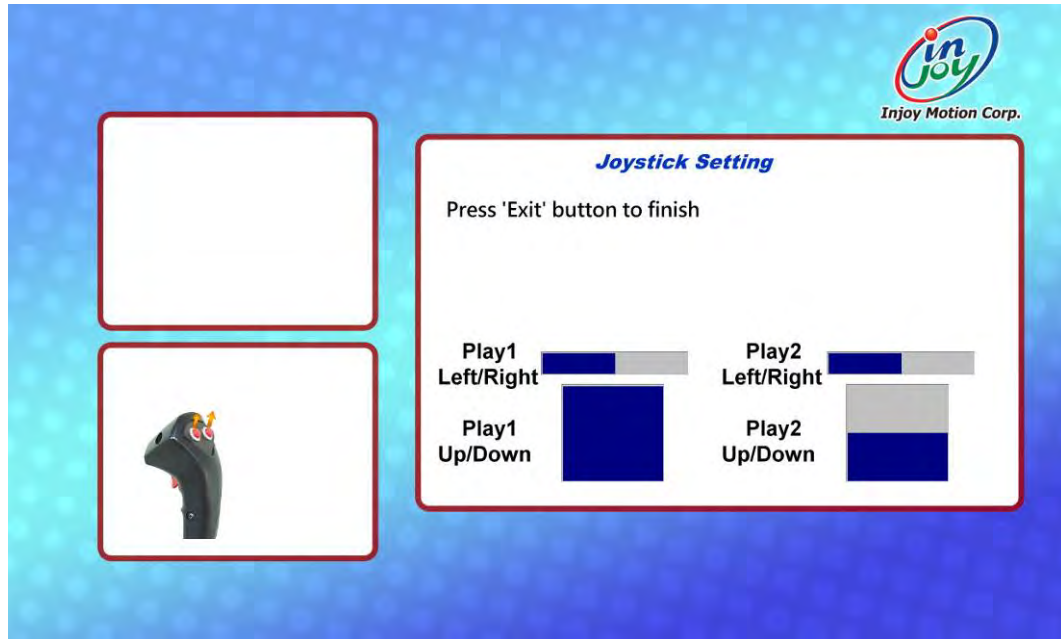 in
joy
Injoy Motion Corp.
Joystick Setting
Press 'Exit' button to finish
Play1
Left/Right
Play2
Left/Right
Play1
Up/Down
Play2
Up/Down